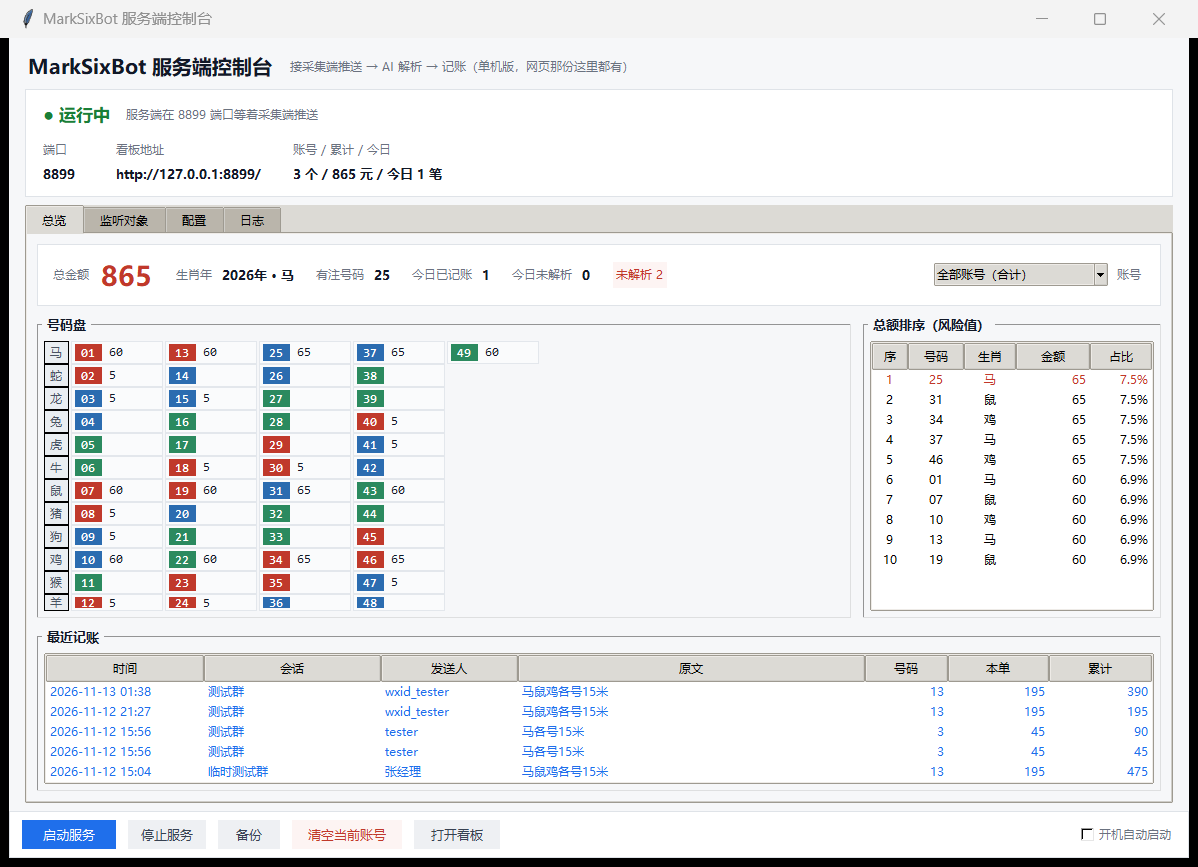 MarkSixBot 服务端控制台
MarkSixBot 服务端控制台 接采集端推送 → AI 解析 → 记账（单机版，网页那份这里都有）
● 运行中 服务端在 8899 端口等着采集端推送
端口 看板地址 账号 / 累计 / 今日
8899 http://127.0.0.1:8899/ 3 个 / 865 元 / 今日 1 笔
总览 监听对象 配置 日志
总金额 865 生肖年 2026年 · 马 有注号码 25 今日已记账 1 今日未解析 0 未解析 2 全部账号（合计） 账号
号码盘
马 01 60 13 60 25 65 37 65 49 60
蛇 02 5 14 26 38
龙 03 5 15 5 27 39
兔 04 16 28 40 5
虎 05 17 29 41 5
牛 06 18 5 30 5 42
鼠 07 60 19 60 31 65 43 60
猪 08 5 20 32 44
狗 09 5 21 33 45
鸡 10 60 22 60 34 65 46 65
猴 11 23 35 47 5
羊 12 5 24 5 36 48
总额排序（风险值）
序 号码 生肖 金额 占比
1 25 马 65 7.5%
2 31 鼠 65 7.5%
3 34 鸡 65 7.5%
4 37 马 65 7.5%
5 46 鸡 65 7.5%
6 01 马 60 6.9%
7 07 鼠 60 6.9%
8 10 鸡 60 6.9%
9 13 马 60 6.9%
10 19 鼠 60 6.9%
最近记账
时间 会话 发送人 原文 号码 本单 累计
2026-11-13 01:38 测试群 wxid_tester 马鼠鸡各号15米 13 195 390
2026-11-12 21:27 测试群 wxid_tester 马鼠鸡各号15米 13 195 195
2026-11-12 15:56 测试群 tester 马各号15米 3 45 90
2026-11-12 15:56 测试群 tester 马各号15米 3 45 45
2026-11-12 15:04 临时测试群 张经理 马鼠鸡各号15米 13 195 475
启动服务 停止服务 备份 清空当前账号 打开看板 开机自动启动